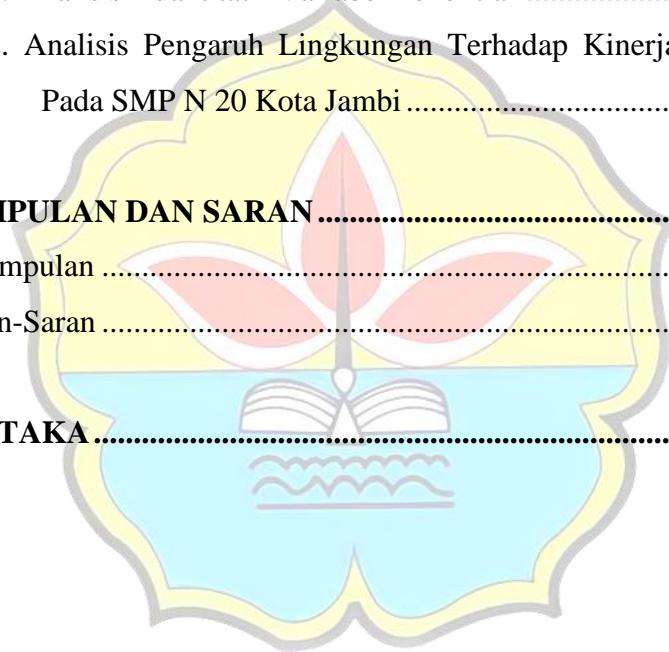 . Analisis Pengaruh Lingkungan Terhadap Kinerja
Pada SMP N 20 Kota Jambi ..................................
IPULAN DAN SARAN .............................................
mpulan ........................................................................
n-Saran ........................................................................
TAKA ..........................................................................